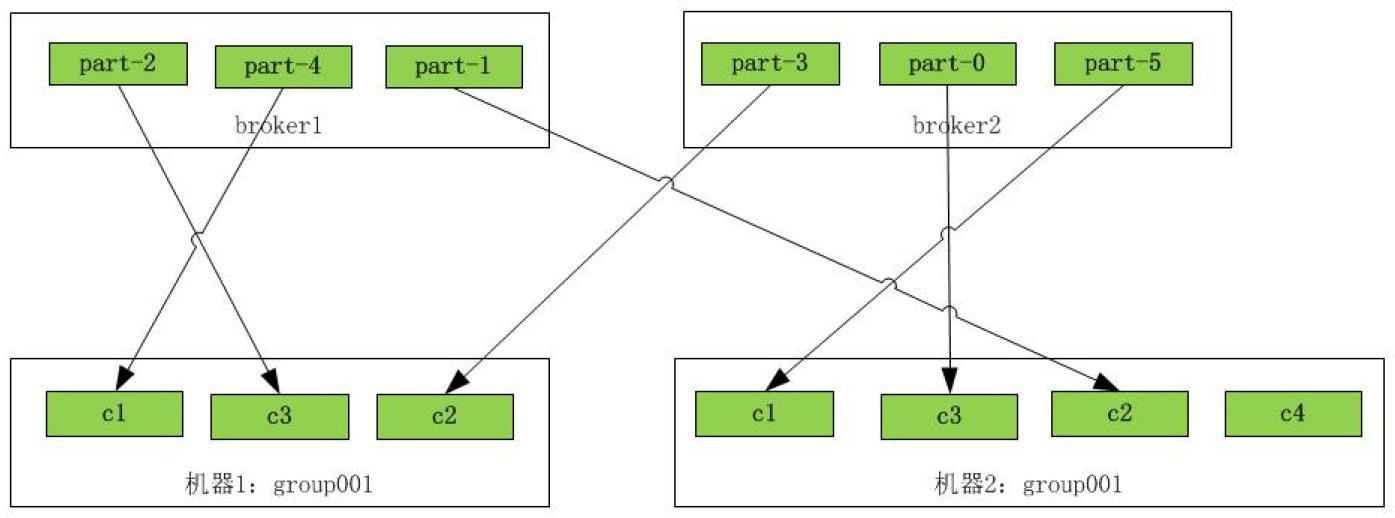 part-2
part-4
part-1
broker1
part-3
part-0
part-5
broker2
c1
c3
c2
机器1: group001
c1
c3
c2
c4
机器2: group001